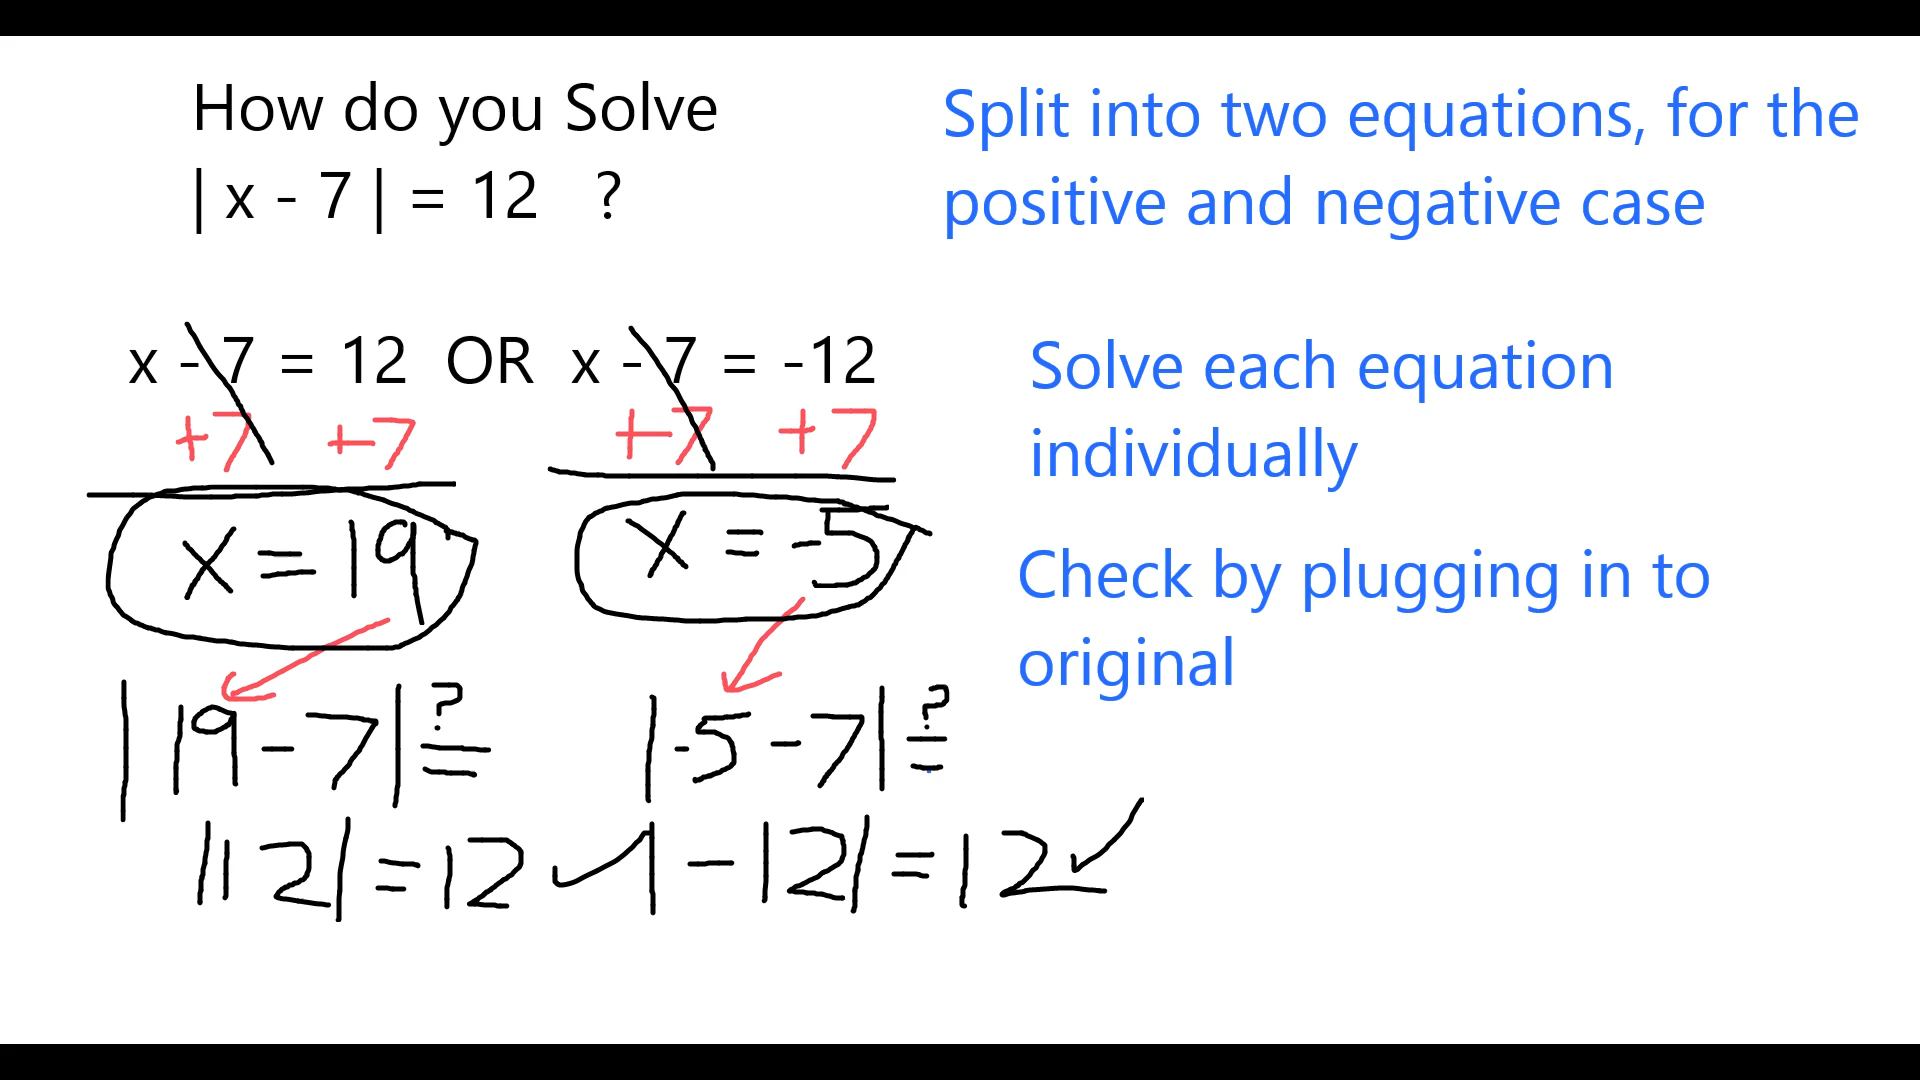 How do you Solve
| x - 7 | = 12 ?
Split into two equations, for the
positive and negative case
x - 7 = 12 OR x - 7 = -12
+7 +7 +7 +7
Solve each equation
individually
x = 19 x = -5
Check by plugging in to
original
|19 - 7| ?= |-5 - 7| ?=
|12| = 12 ✓ |-12| = 12 ✓